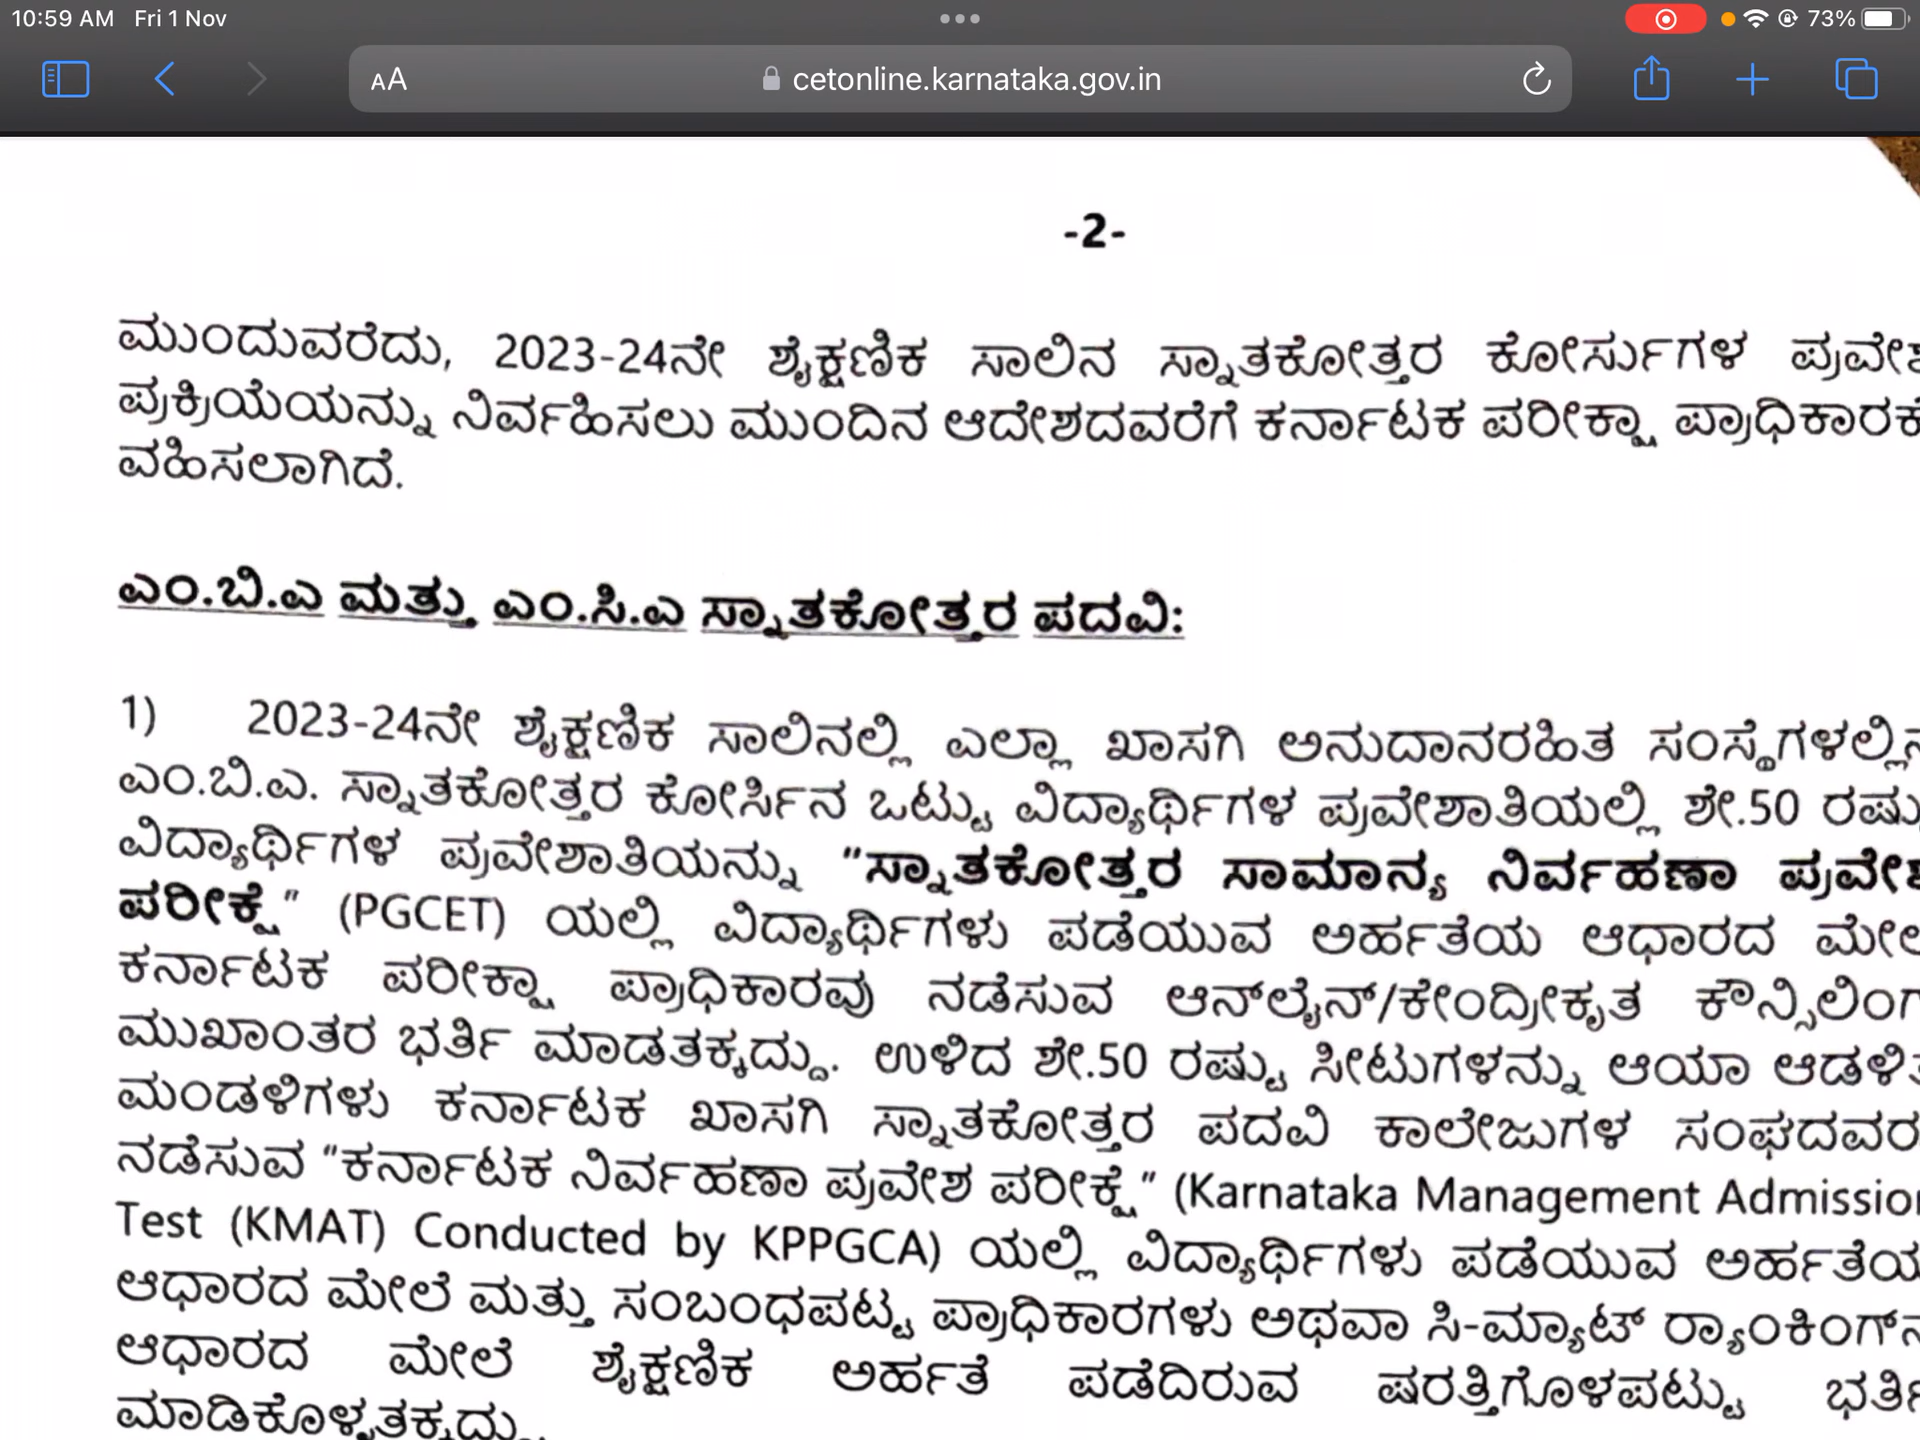 10:59 AM Fri 1 Nov
73%
AA
cetonline.karnataka.gov.in
-2-
ಮುಂದುವರೆದು, 2023-24ನೇ ಶೈಕ್ಷಣಿಕ ಸಾಲಿನ ಸ್ನಾತಕೋತ್ತರ ಕೋರ್ಸುಗಳ
ಪ್ರಕ್ರಿಯೆಯನ್ನು ನಿರ್ವಹಿಸಲು ಮುಂದಿನ ಆದೇಶದವರೆಗೆ ಕರ್ನಾಟಕ ಪರೀಕ್ಷಾ
ವಹಿಸಲಾಗಿದೆ.
ಎಂ.ಬಿ.ಎ ಮತ್ತು ಎಂ.ಸಿ.ಎ ಸ್ನಾತಕೋತ್ತರ ಪದವಿ:
1) 2023-24ನೇ ಶೈಕ್ಷಣಿಕ ಸಾಲಿನಲ್ಲಿ ಎಲ್ಲಾ ಖಾಸಗಿ ಅನುದಾನರಹಿತ
ಎಂ.ಬಿ.ಎ. ಸ್ನಾತಕೋತ್ತರ ಕೋರ್ಸಿನ ಒಟ್ಟು ವಿದ್ಯಾರ್ಥಿಗಳ ಪ್ರವೇಶಾತಿಯಲ್ಲಿ ಶೇ.50 ರಷ್ಟು
ವಿದ್ಯಾರ್ಥಿಗಳ ಪ್ರವೇಶಾತಿಯನ್ನು "ಸ್ನಾತಕೋತ್ತರ ಸಾಮಾನ್ಯ ನಿರ್ವಹಣಾ
ಪರೀಕ್ಷೆ" (PGCET) ಯಲ್ಲಿ ವಿದ್ಯಾರ್ಥಿಗಳು ಪಡೆಯುವ ಅರ್ಹತೆಯ ಆಧಾರದ
ಕರ್ನಾಟಕ ಪರೀಕ್ಷಾ ಪ್ರಾಧಿಕಾರವು ನಡೆಸುವ ಆನ್‌ಲೈನ್/ಕೇಂದ್ರೀಕೃತ
ಮುಖಾಂತರ ಭರ್ತಿ ಮಾಡತಕ್ಕದ್ದು. ಉಳಿದ ಶೇ.50 ರಷ್ಟು ಸೀಟುಗಳನ್ನು ಆಯಾ
ಮಂಡಳಿಗಳು ಕರ್ನಾಟಕ ಖಾಸಗಿ ಸ್ನಾತಕೋತ್ತರ ಪದವಿ ಕಾಲೇಜುಗಳ
ನಡೆಸುವ "ಕರ್ನಾಟಕ ನಿರ್ವಹಣಾ ಪ್ರವೇಶ ಪರೀಕ್ಷೆ" (Karnataka Management
Test (KMAT) Conducted by KPPGCA) ಯಲ್ಲಿ ವಿದ್ಯಾರ್ಥಿಗಳು ಪಡೆಯುವ ಅರ್ಹತೆಯ
ಆಧಾರದ ಮೇಲೆ ಮತ್ತು ಸಂಬಂಧಪಟ್ಟ ಪ್ರಾಧಿಕಾರಗಳು ಅಥವಾ ಸಿ-ಮ್ಯಾಟ್
ಆಧಾರದ ಮೇಲೆ ಶೈಕ್ಷಣಿಕ ಅರ್ಹತೆ ಪಡೆದಿರುವ ಷರತ್ತಿಗೊಳಪಟ್ಟು
ಮಾಡಿಕೊಳ್ಳತಕ್ಕದ್ದು.